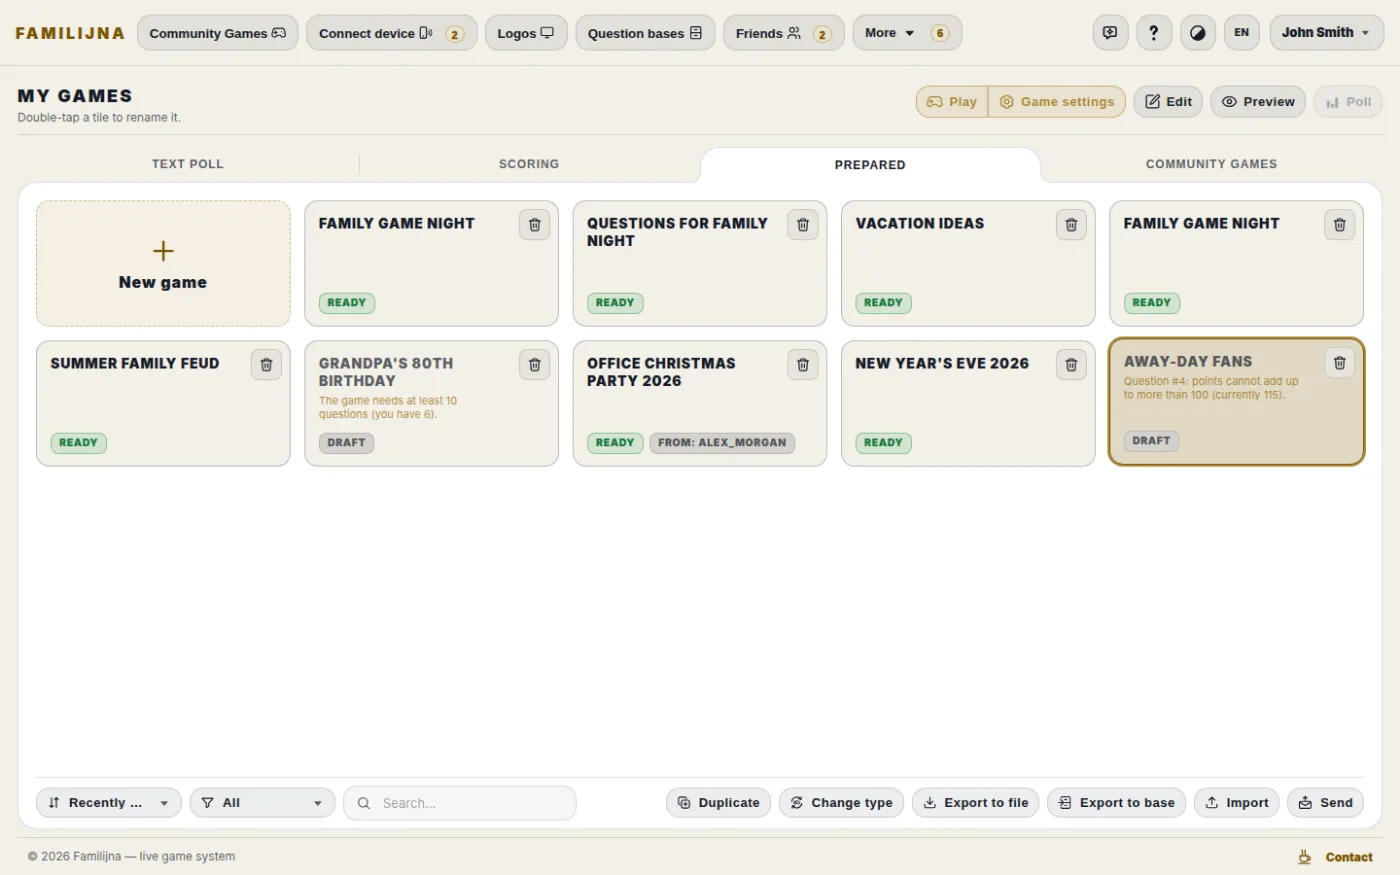 FAMILIJNA
Community Games
Connect device 2
Logos
Question bases
Friends 2
More 6
?
EN
John Smith
MY GAMES
Double-tap a tile to rename it.
Play
Game settings
Edit
Preview
Poll
TEXT POLL
SCORING
PREPARED
COMMUNITY GAMES
New game
FAMILY GAME NIGHT
READY
QUESTIONS FOR FAMILY
NIGHT
READY
VACATION IDEAS
READY
FAMILY GAME NIGHT
READY
SUMMER FAMILY FEUD
READY
GRANDPA'S 80TH
BIRTHDAY
The game needs at least 10
questions (you have 6).
DRAFT
OFFICE CHRISTMAS
PARTY 2026
READY
FROM: ALEX_MORGAN
NEW YEAR'S EVE 2026
READY
AWAY-DAY FANS
Question #4: points cannot add up
to more than 100 (currently 115).
DRAFT
Recently ...
All
Search...
Duplicate
Change type
Export to file
Export to base
Import
Send
© 2026 Familijna — live game system
Contact